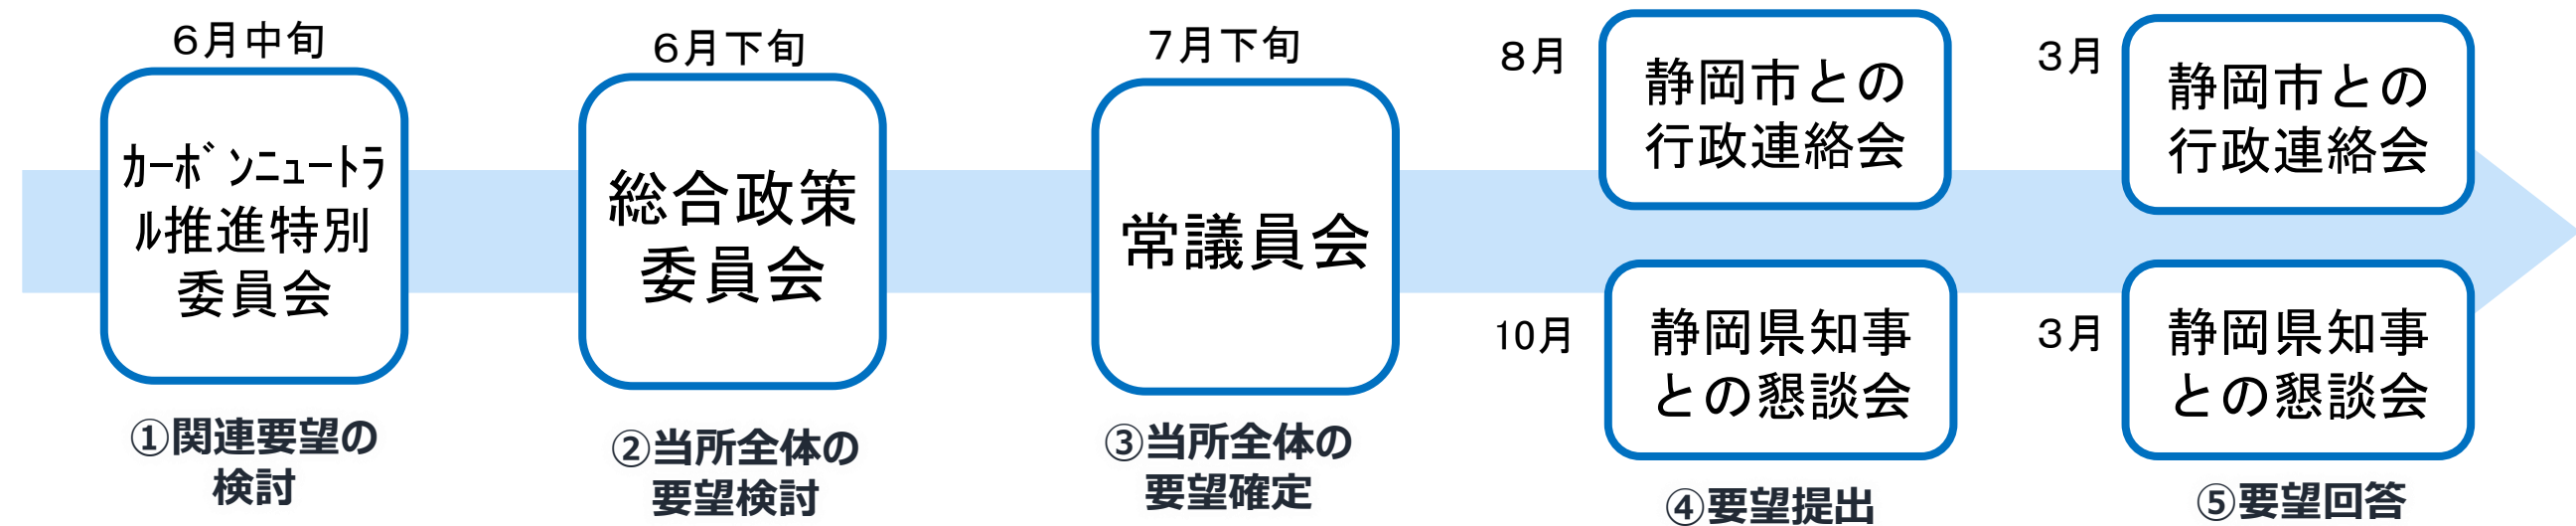 ６月中旬
ｶｰﾎﾞﾝﾆｭｰﾄﾗ
ﾙ推進特別
委員会
①関連要望の
検討
６月下旬
総合政策
委員会
②当所全体の
要望検討
７月下旬
常議員会
③当所全体の
要望確定
８月
静岡市との
行政連絡会
10月
静岡県知事
との懇談会
④要望提出
３月
静岡市との
行政連絡会
３月
静岡県知事
との懇談会
⑤要望回答